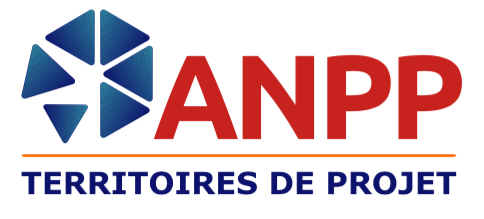 ANPP
TERRITOIRES DE PROJET